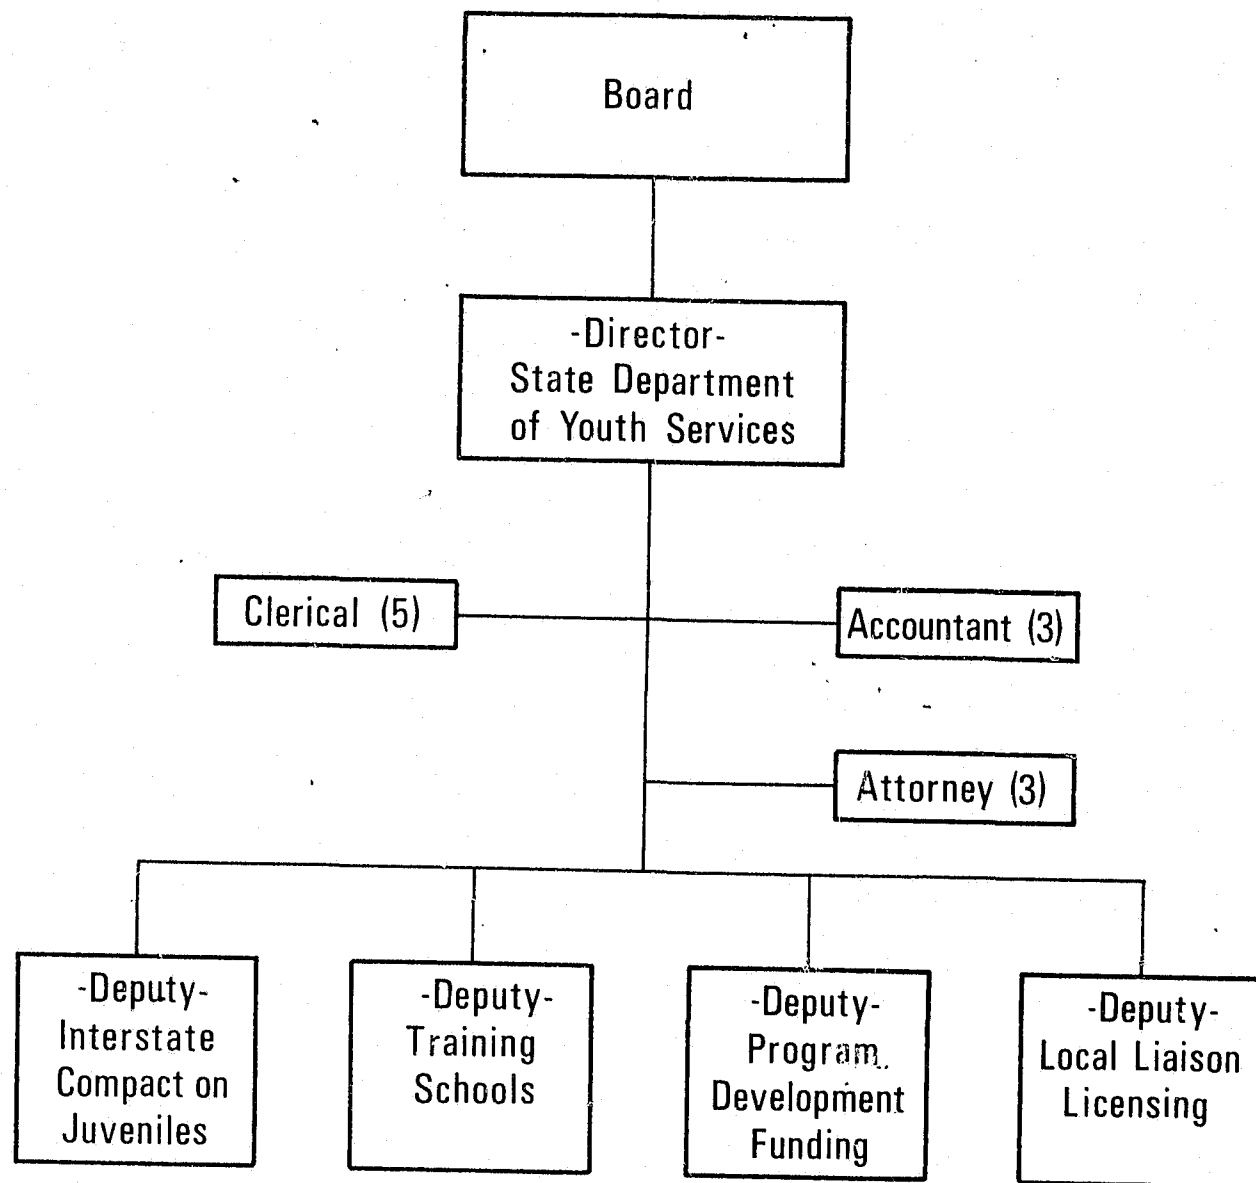 Board
-Director-
State Department
of Youth Services
Clerical (5)
Accountant (3)
Attorney (3)
-Deputy-
Interstate
Compact on
Juveniles
-Deputy-
Training
Schools
-Deputy-
Program
Development
Funding
-Deputy-
Local Liaison
Licensing